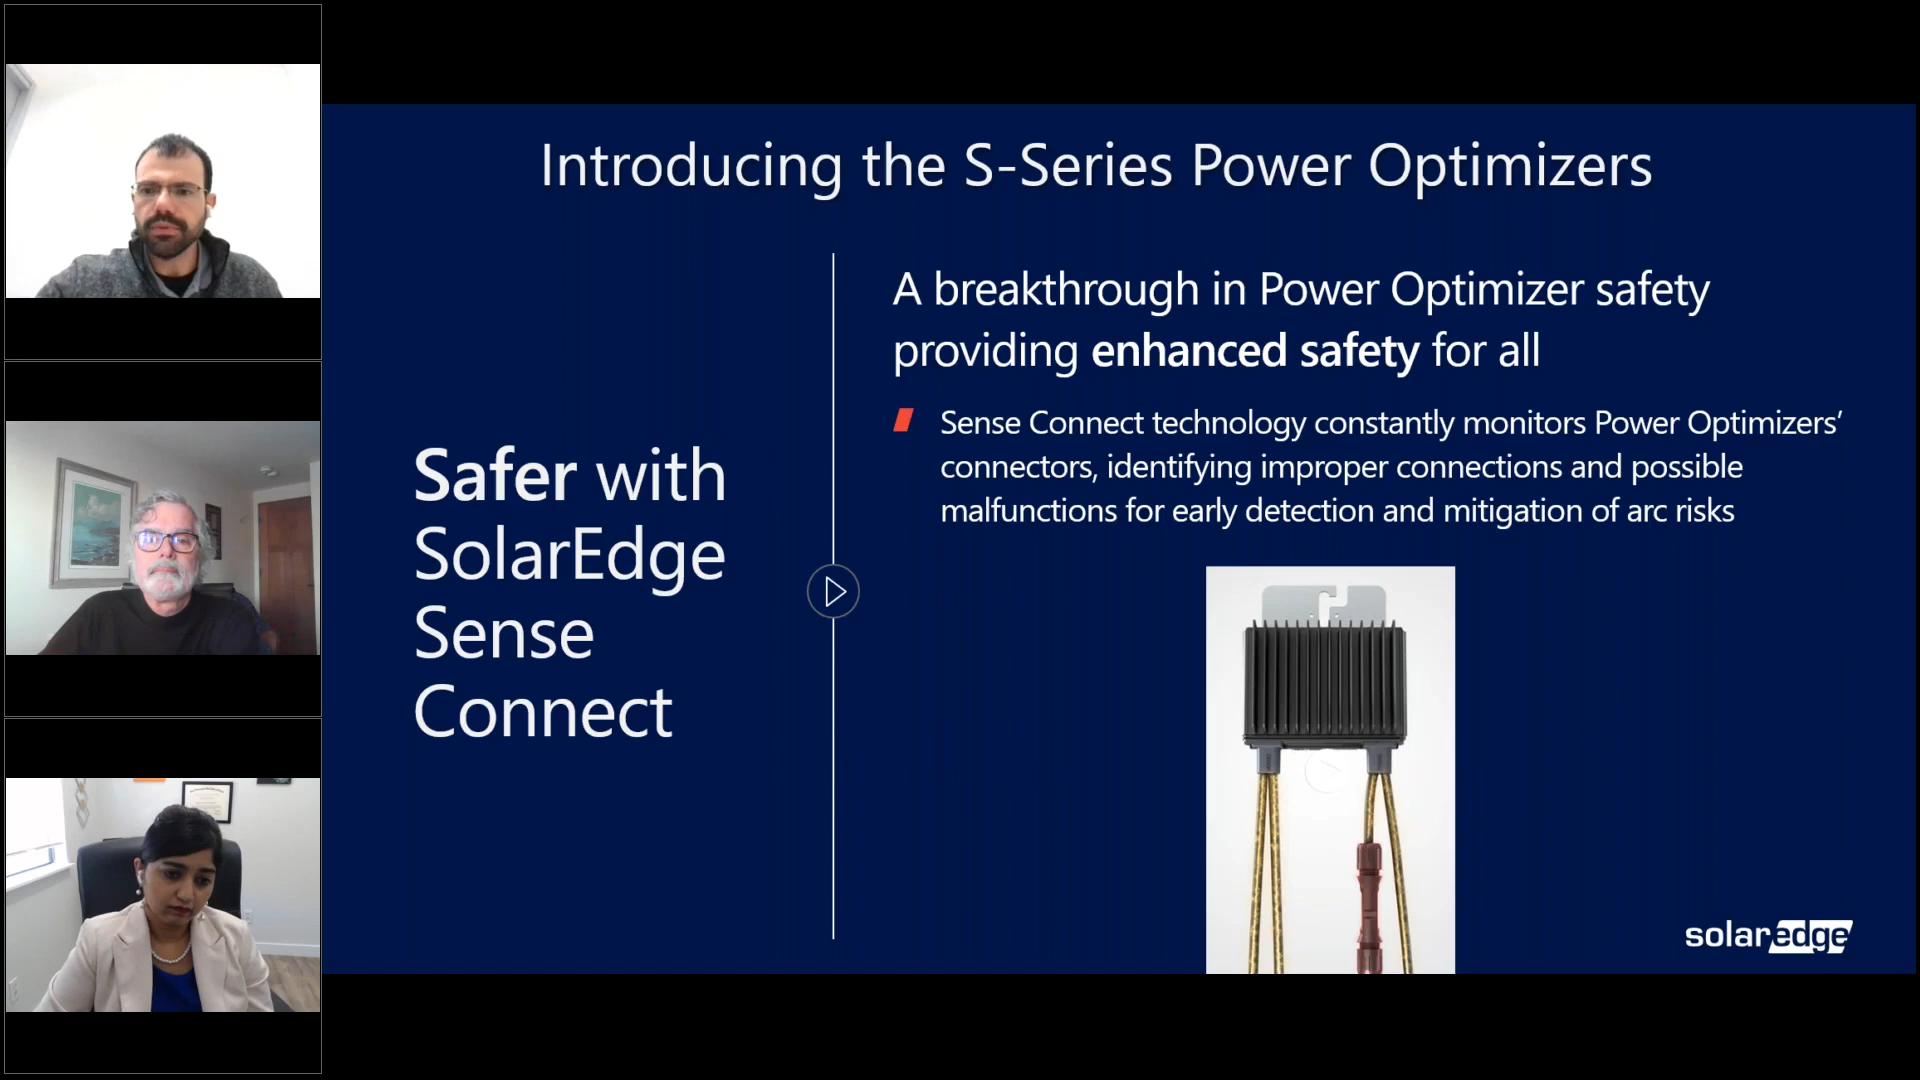 Introducing the S-Series Power Optimizers
Safer with
SolarEdge
Sense
Connect
A breakthrough in Power Optimizer safety
providing enhanced safety for all
Sense Connect technology constantly monitors Power Optimizers’
connectors, identifying improper connections and possible
malfunctions for early detection and mitigation of arc risks
solaredge